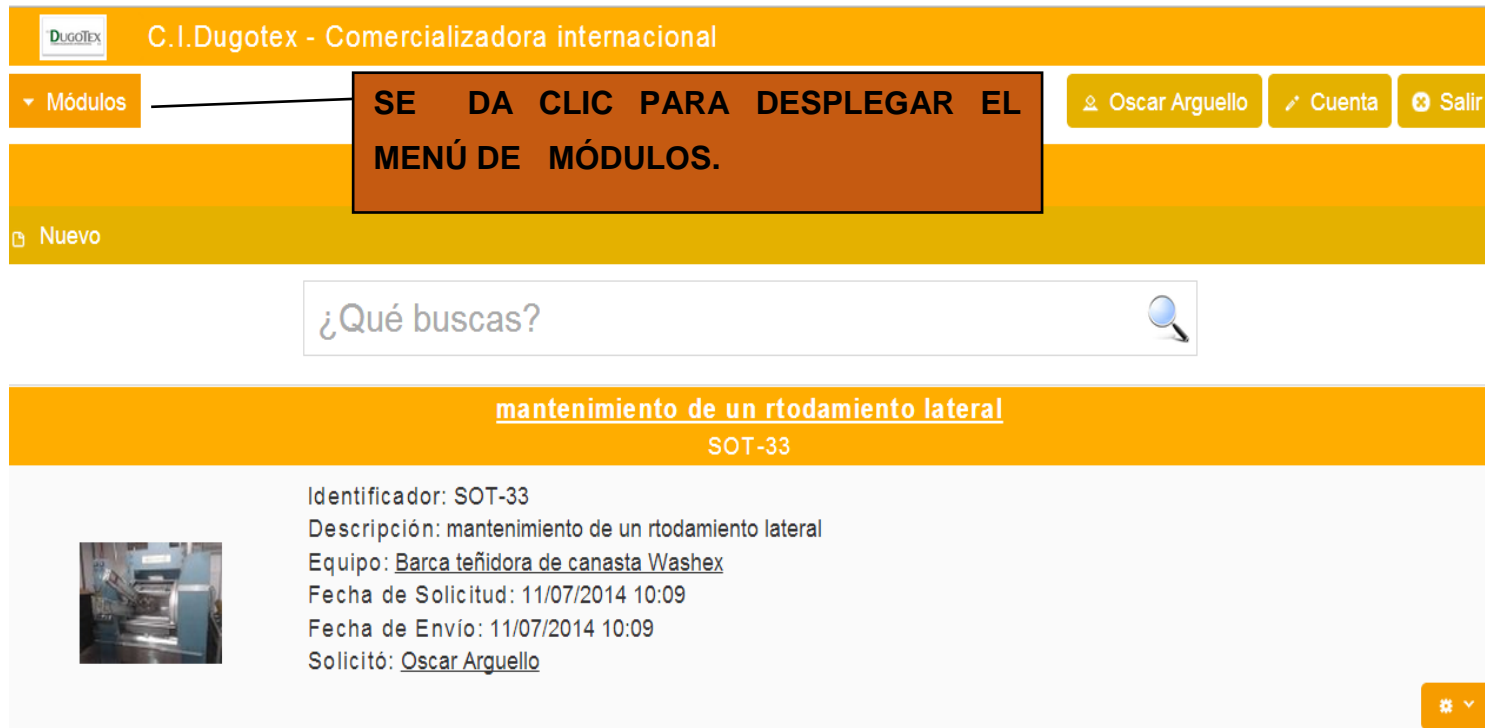 DUGOTEX
C.I.Dugotex - Comercializadora internacional
Módulos
SE DA CLIC PARA DESPLEGAR EL
MENÚ DE MÓDULOS.
Oscar Arguello
Cuenta
Salir
Nuevo
¿Qué buscas?
mantenimiento de un rtodamiento lateral
SOT-33
Identificador: SOT-33
Descripción: mantenimiento de un rtodamiento lateral
Equipo: Barca teñidora de canasta Washex
Fecha de Solicitud: 11/07/2014 10:09
Fecha de Envío: 11/07/2014 10:09
Solicitó: Oscar Arguello